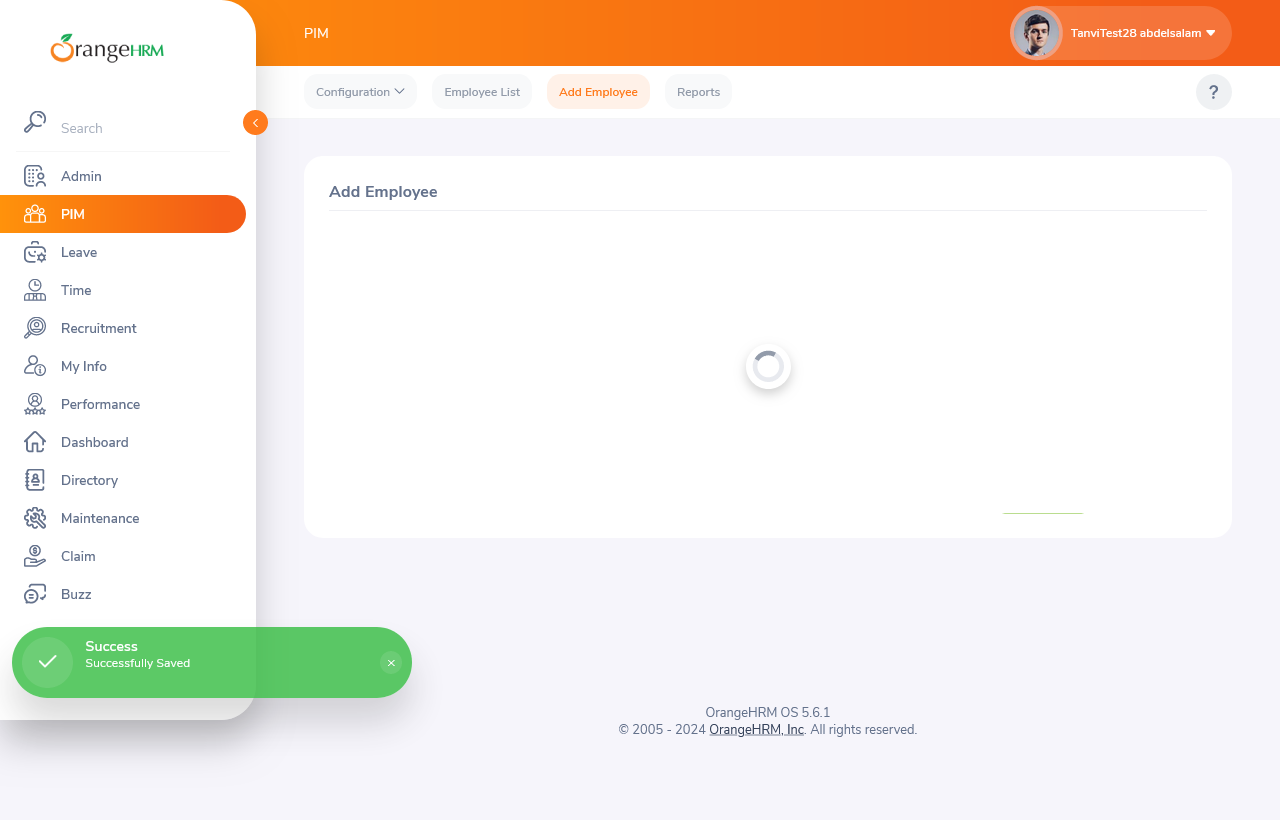 OrangeHRM
PIM
TanviTest28 abdelsalam
Configuration
Employee List
Add Employee
Reports
?
Search
Admin
PIM
Leave
Time
Recruitment
My Info
Performance
Dashboard
Directory
Maintenance
Claim
Buzz
Add Employee
Success
Successfully Saved
OrangeHRM OS 5.6.1
© 2005 - 2024 OrangeHRM, Inc. All rights reserved.